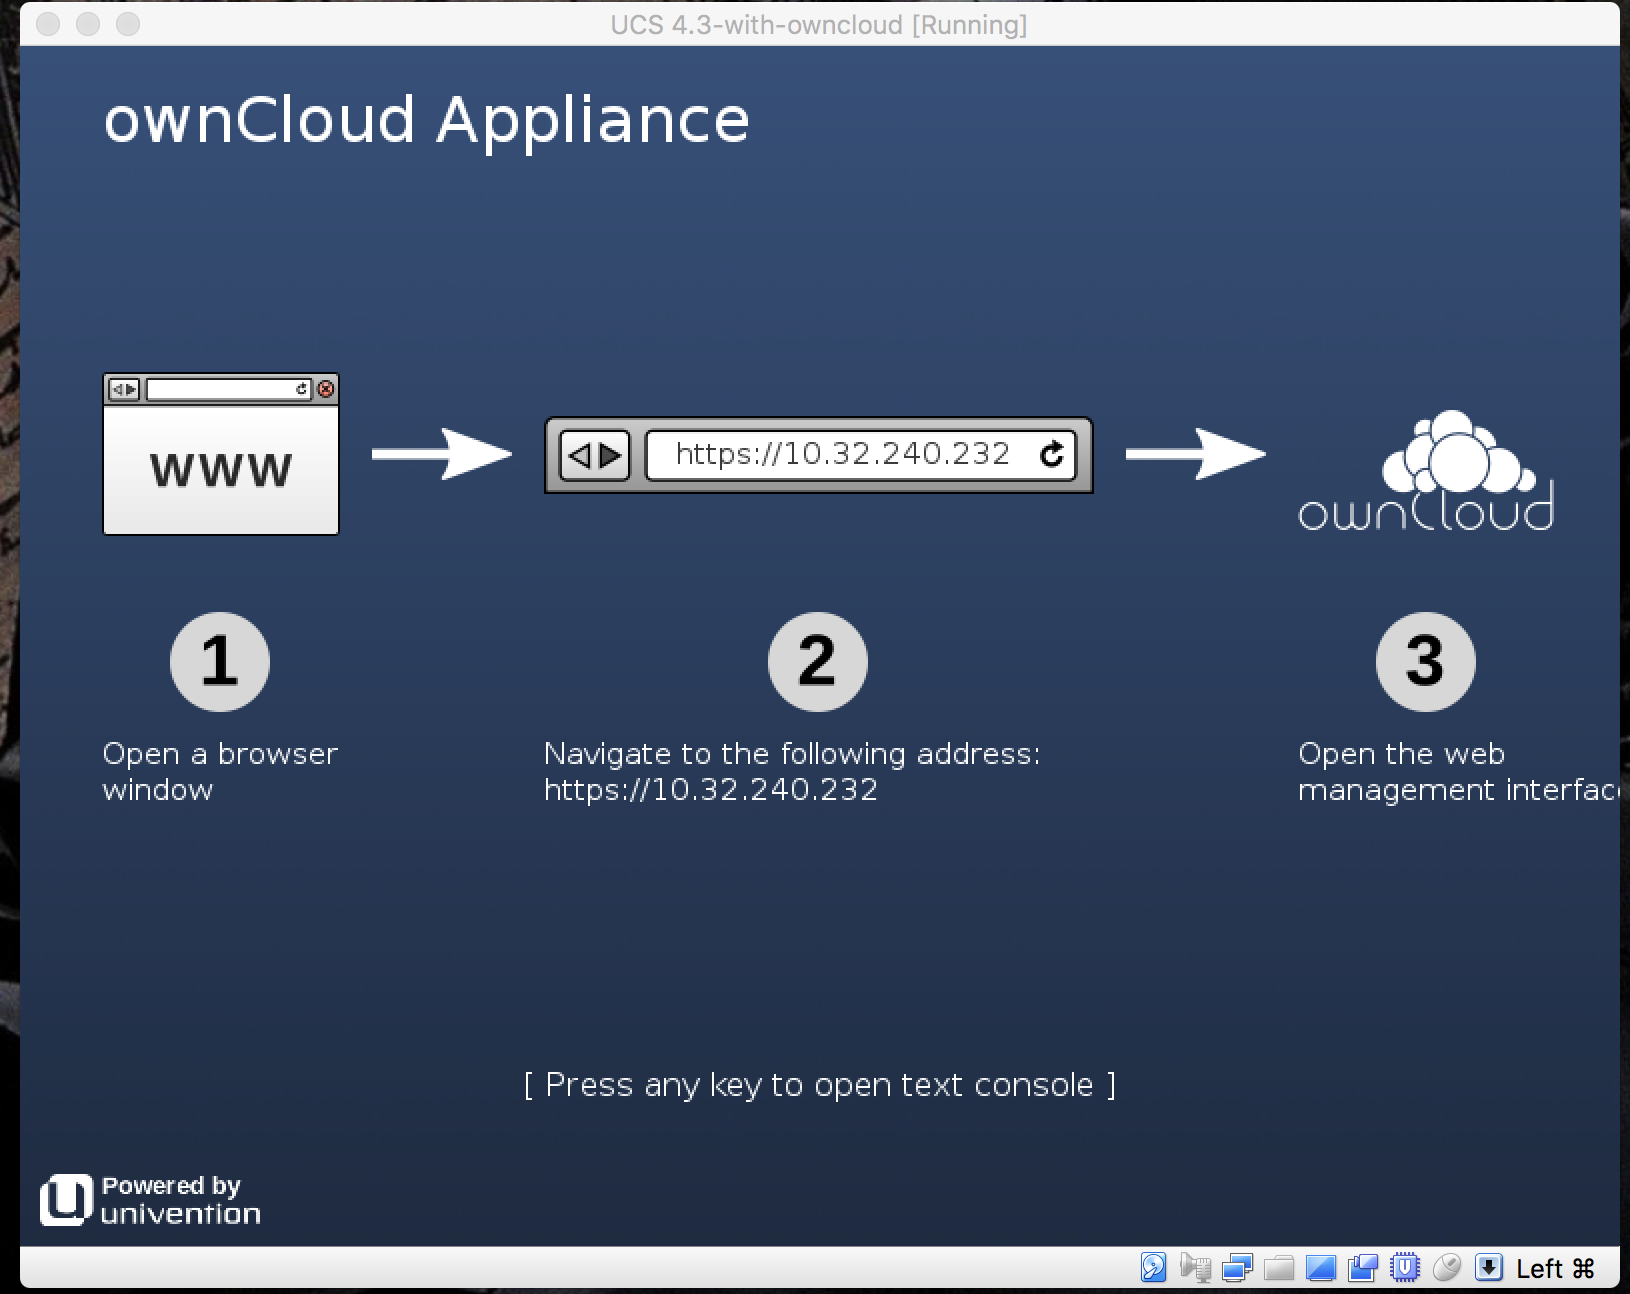 UCS 4.3-with-owncloud [Running]
ownCloud Appliance
www
https://10.32.240.232
ownCloud
1
2
3
Open a browser
window
Navigate to the following address:
https://10.32.240.232
Open the web
management interfac
[ Press any key to open text console ]
Powered by
univention
Left ⌘